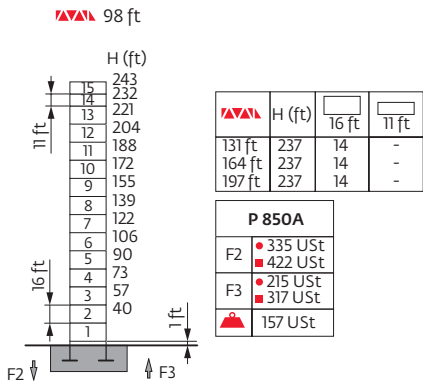 98 ft
H (ft)
15 243
14 232
13 221
12 204
11 188
10 172
9 155
8 139
7 122
6 106
5 90
4 73
3 57
2 40
1
11 ft
16 ft
1 ft
F2
F3
H (ft) 16 ft 11 ft
131 ft 237 14 -
164 ft 237 14 -
197 ft 237 14 -
P 850A
F2 335 USt
422 USt
F3 215 USt
317 USt
157 USt